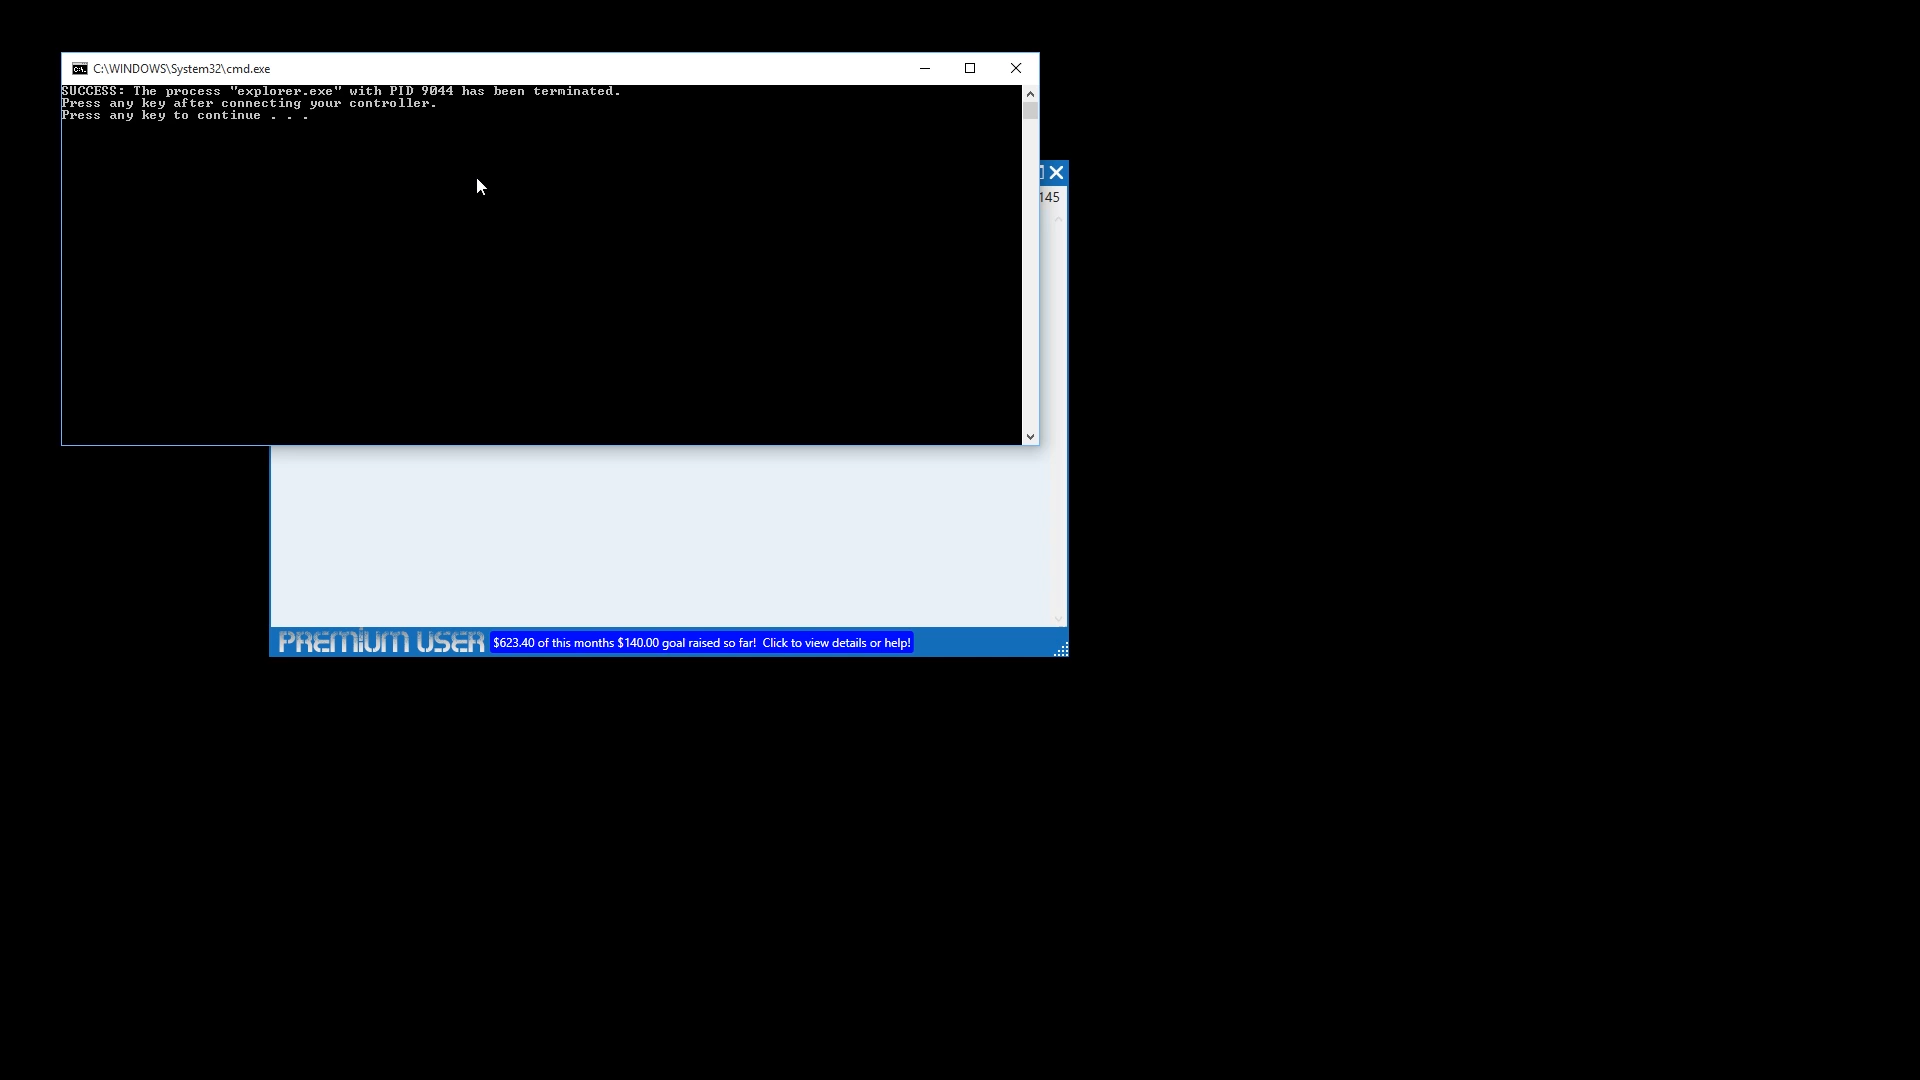 C:\WINDOWS\System32\cmd.exe
SUCCESS: The process "explorer.exe" with PID 9044 has been terminated.
Press any key after connecting your controller.
Press any key to continue . . .
145
PREMIUM USER
$623.40 of this months $140.00 goal raised so far!  Click to view details or help!